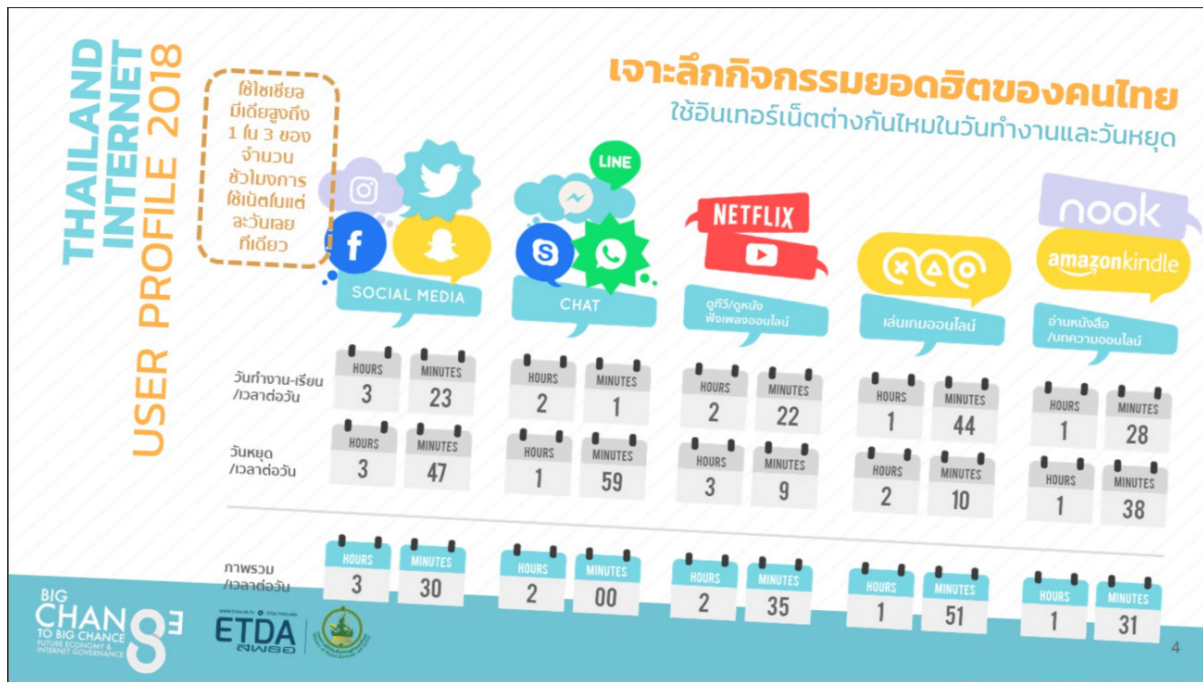 THAILAND
INTERNET
USER PROFILE 2018
ใช้โซเชียล
มีเดียสูงถึง
1 ใน 3 ของ
จำนวน
ชั่วโมงการ
ใช้เน็ตในแต่
ละวันเลย
ทีเดียว
เจาะลึกกิจกรรมยอดฮิตของคนไทย
ใช้อินเทอร์เน็ตต่างกันไหมในวันทำงานและวันหยุด
LINE
NETFLIX
nook
amazonkindle
SOCIAL MEDIA
CHAT
ดูทีวี/ดูหนัง
ฟังเพลงออนไลน์
เล่นเกมออนไลน์
อ่านหนังสือ
/บทความออนไลน์
วันทำงาน-เรียน
/เวลาต่อวัน
HOURS MINUTES HOURS MINUTES HOURS MINUTES HOURS MINUTES HOURS MINUTES
3 23 2 1 2 22 1 44 1 28
วันหยุด
/เวลาต่อวัน
HOURS MINUTES HOURS MINUTES HOURS MINUTES HOURS MINUTES HOURS MINUTES
3 47 1 59 3 9 2 10 1 38
ภาพรวม
/เวลาต่อวัน
HOURS MINUTES HOURS MINUTES HOURS MINUTES HOURS MINUTES HOURS MINUTES
3 30 2 00 2 35 1 51 1 31
BIG
CHANGE
TO BIG CHANCE
FUTURE ECONOMY &
INTERNET GOVERNANCE
ETDA
สพธอ
4